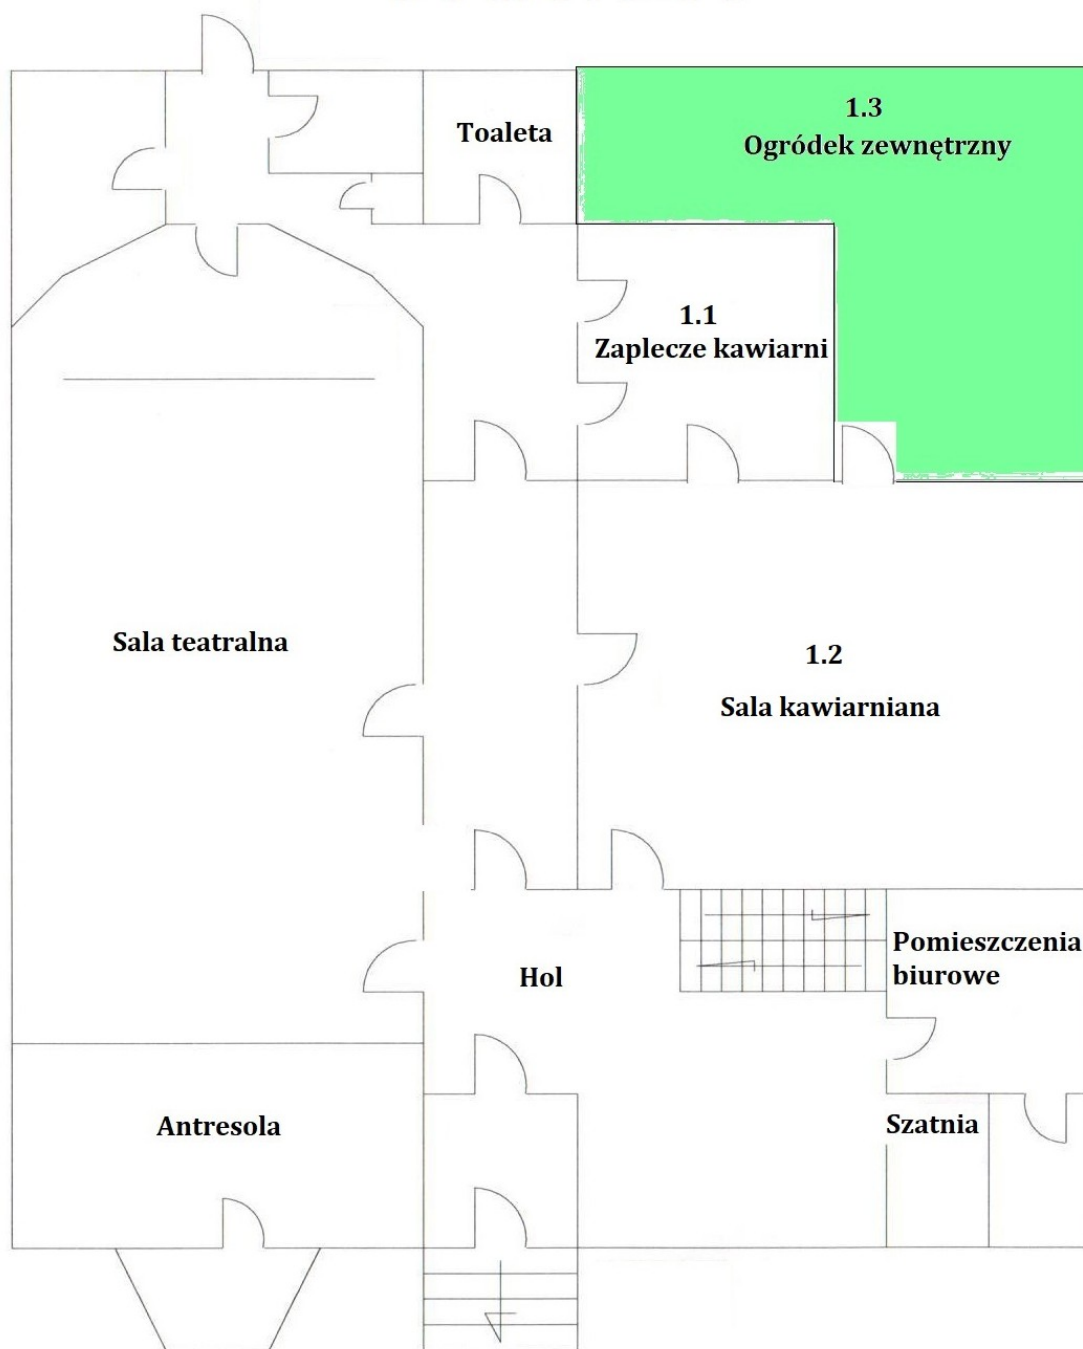 Toaleta
1.3
Ogródek zewnętrzny
1.1
Zaplecze kawiarni
Sala teatralna
1.2
Sala kawiarniana
Pomieszczenia
biurowe
Hol
Antresola
Szatnia